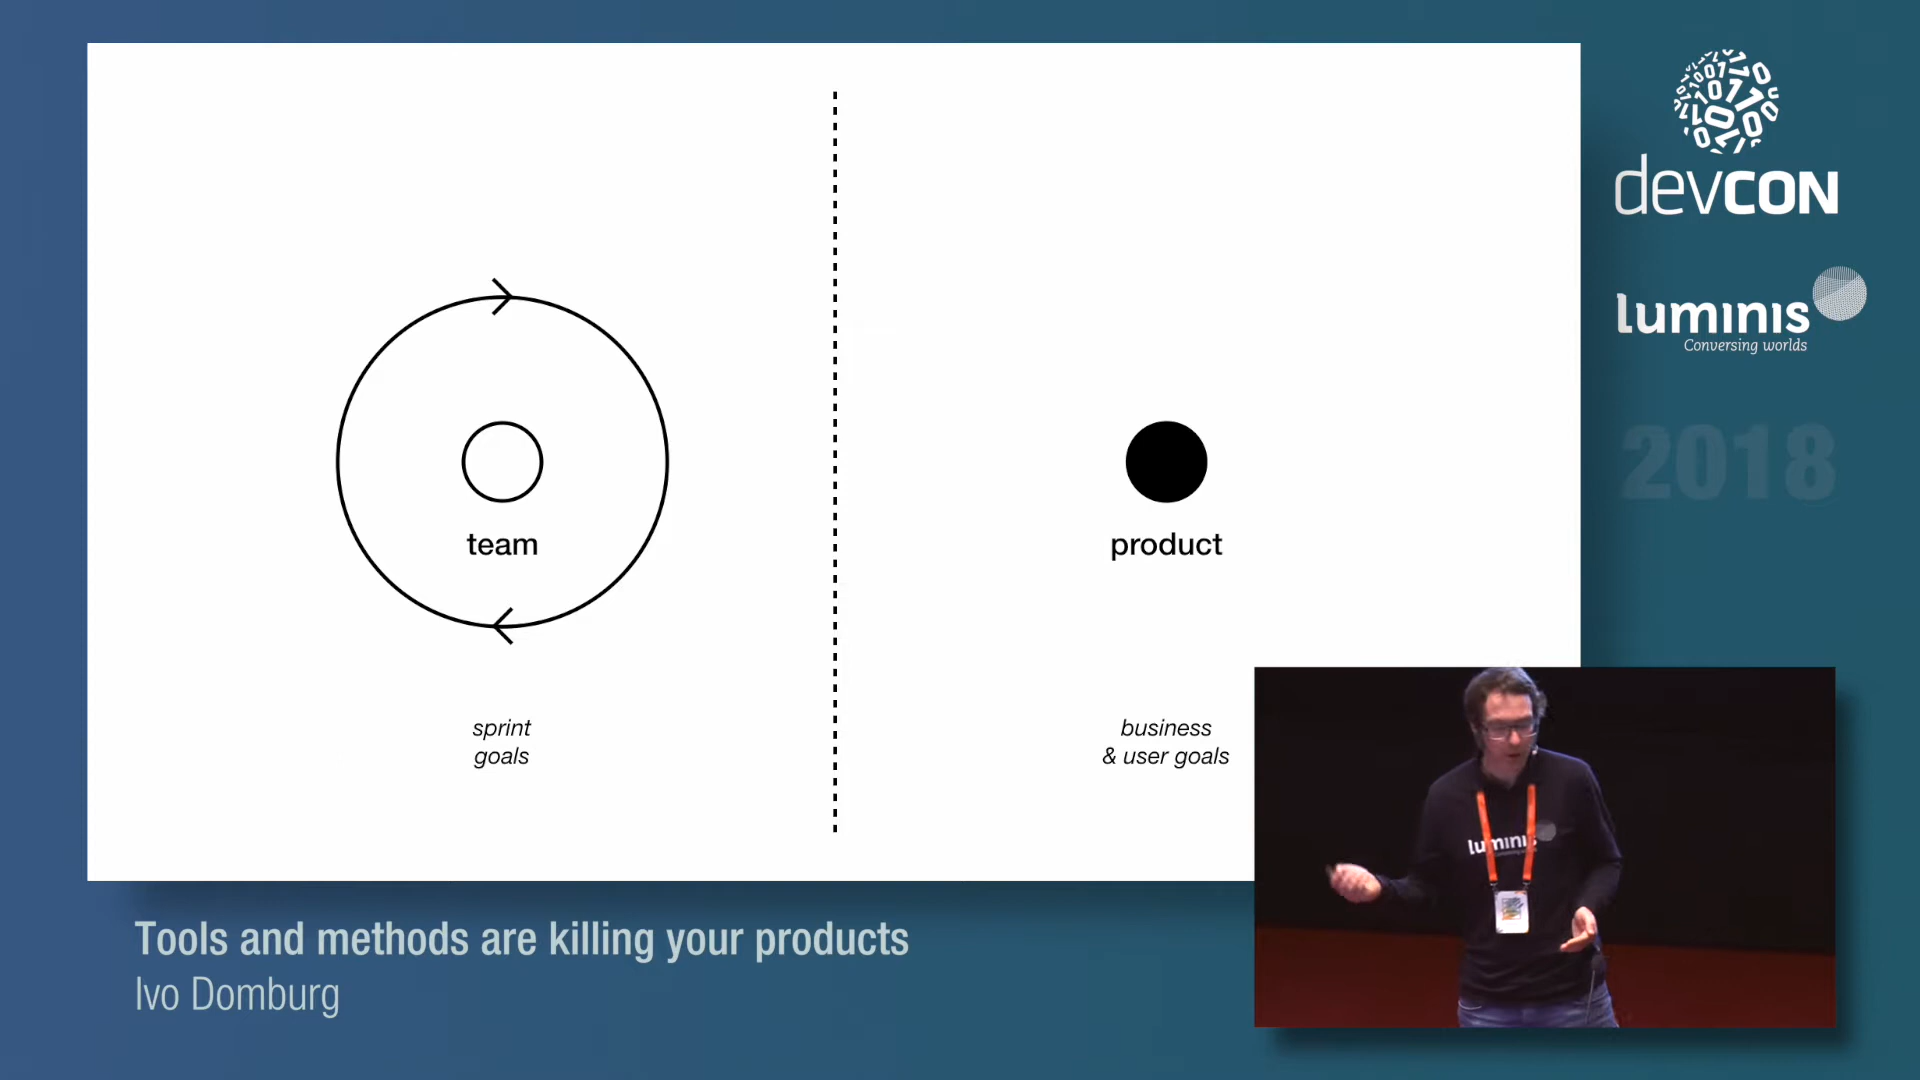 team
sprint
goals
product
business
& user goals
devcon
luminis
Conversing worlds
2018
luminis
Tools and methods are killing your products
Ivo Domburg